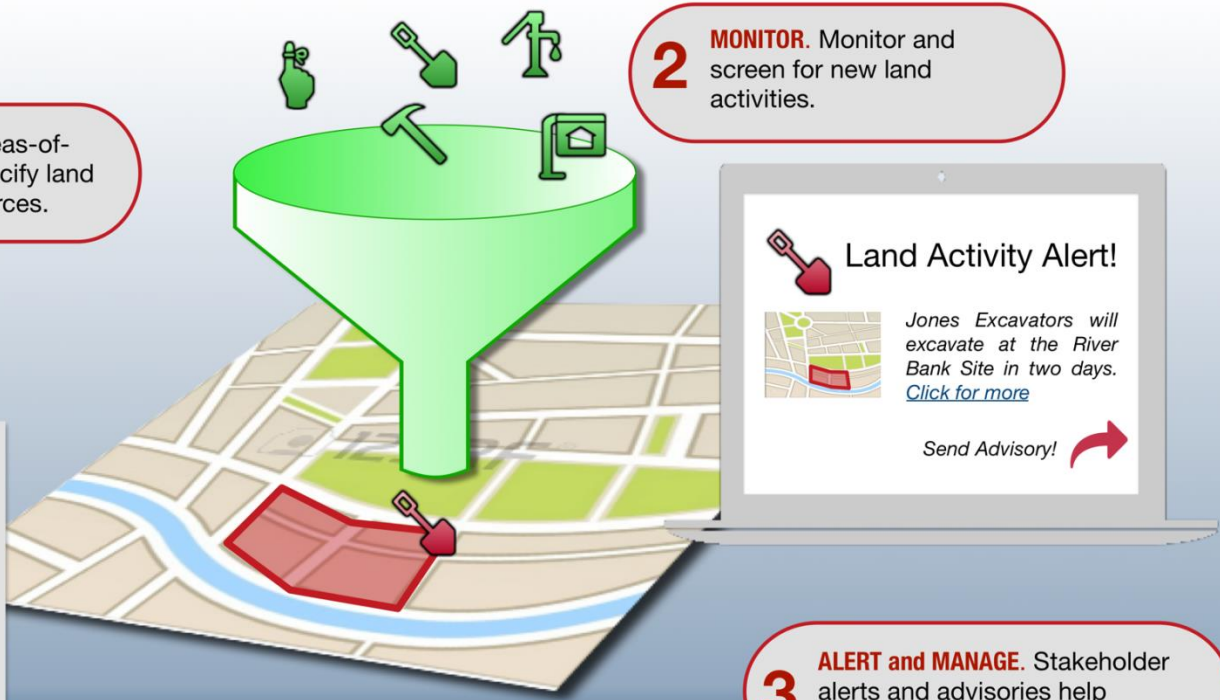 2
MONITOR. Monitor and
screen for new land
activities.
eas-of-
cify land
rces.
Land Activity Alert!
Jones Excavators will
excavate at the River
Bank Site in two days.
Click for more
Send Advisory!
3
ALERT and MANAGE. Stakeholder
alerts and advisories help